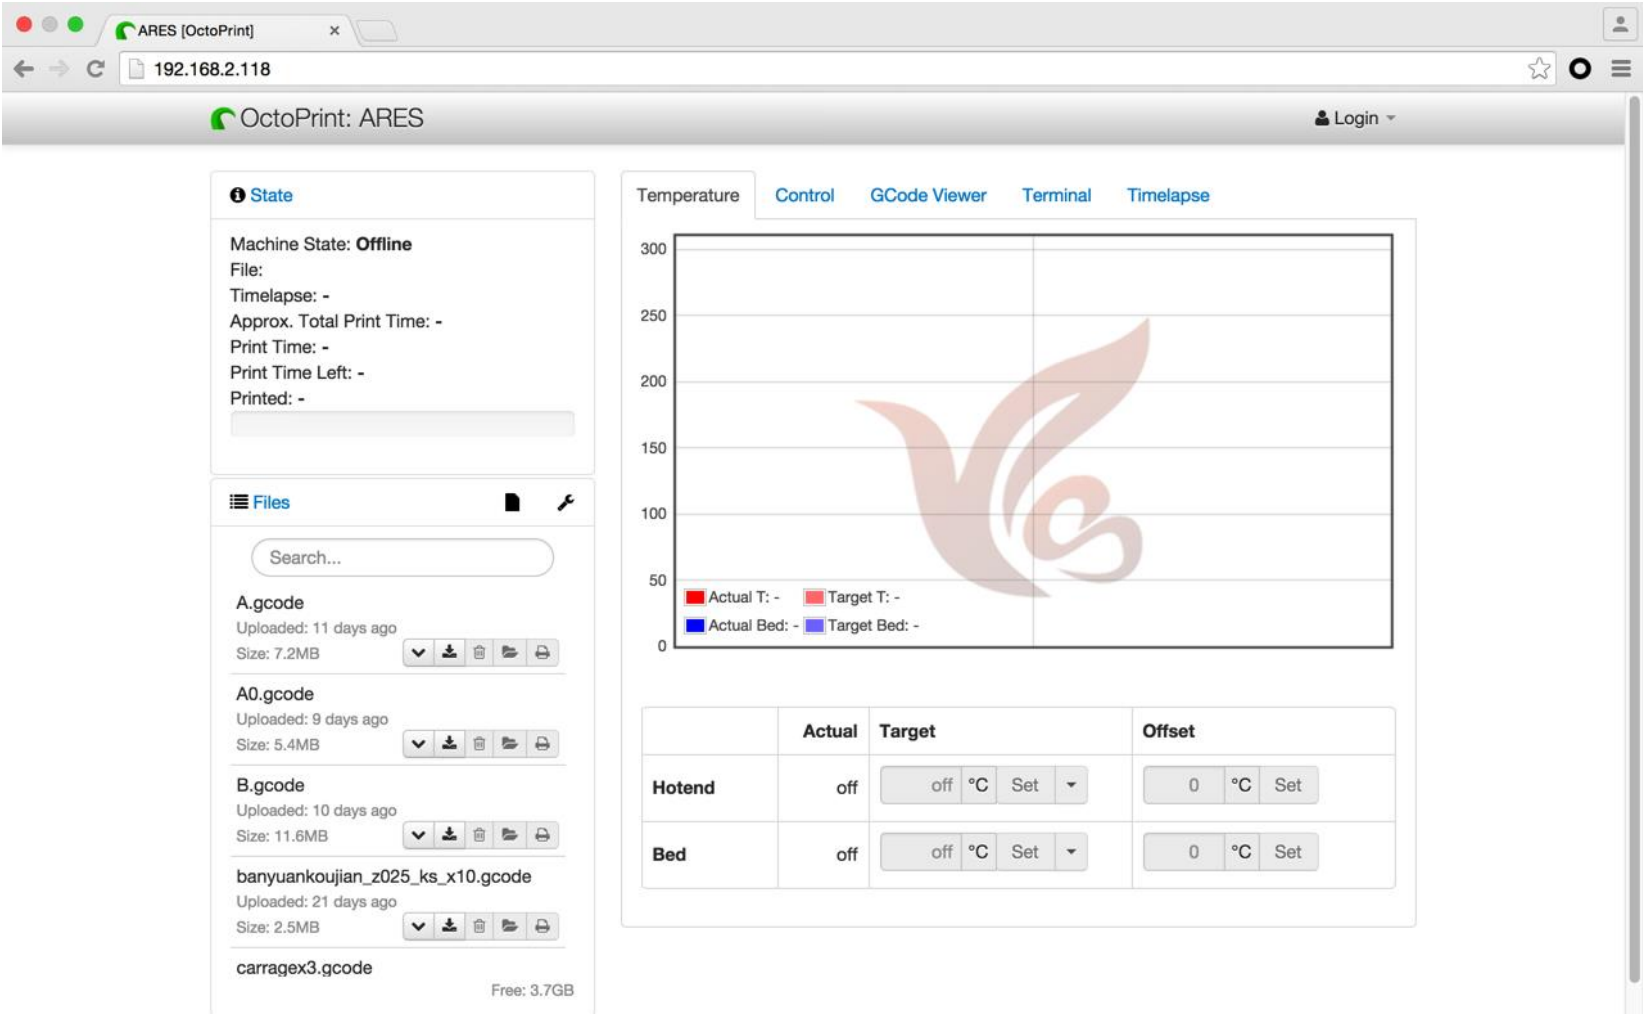 ARES [OctoPrint]
192.168.2.118
OctoPrint: ARES
Login
State
Machine State: Offline
File:
Timelapse: -
Approx. Total Print Time: -
Print Time: -
Print Time Left: -
Printed: -
Files
Search...
A.gcode
Uploaded: 11 days ago
Size: 7.2MB
A0.gcode
Uploaded: 9 days ago
Size: 5.4MB
B.gcode
Uploaded: 10 days ago
Size: 11.6MB
banyuankoujian_z025_ks_x10.gcode
Uploaded: 21 days ago
Size: 2.5MB
carragex3.gcode
Free: 3.7GB
Temperature Control GCode Viewer Terminal Timelapse
300
250
200
150
100
50
0
Actual T: - Target T: -
Actual Bed: - Target Bed: -
Actual Target Offset
Hotend off off °C Set 0 °C Set
Bed off off °C Set 0 °C Set